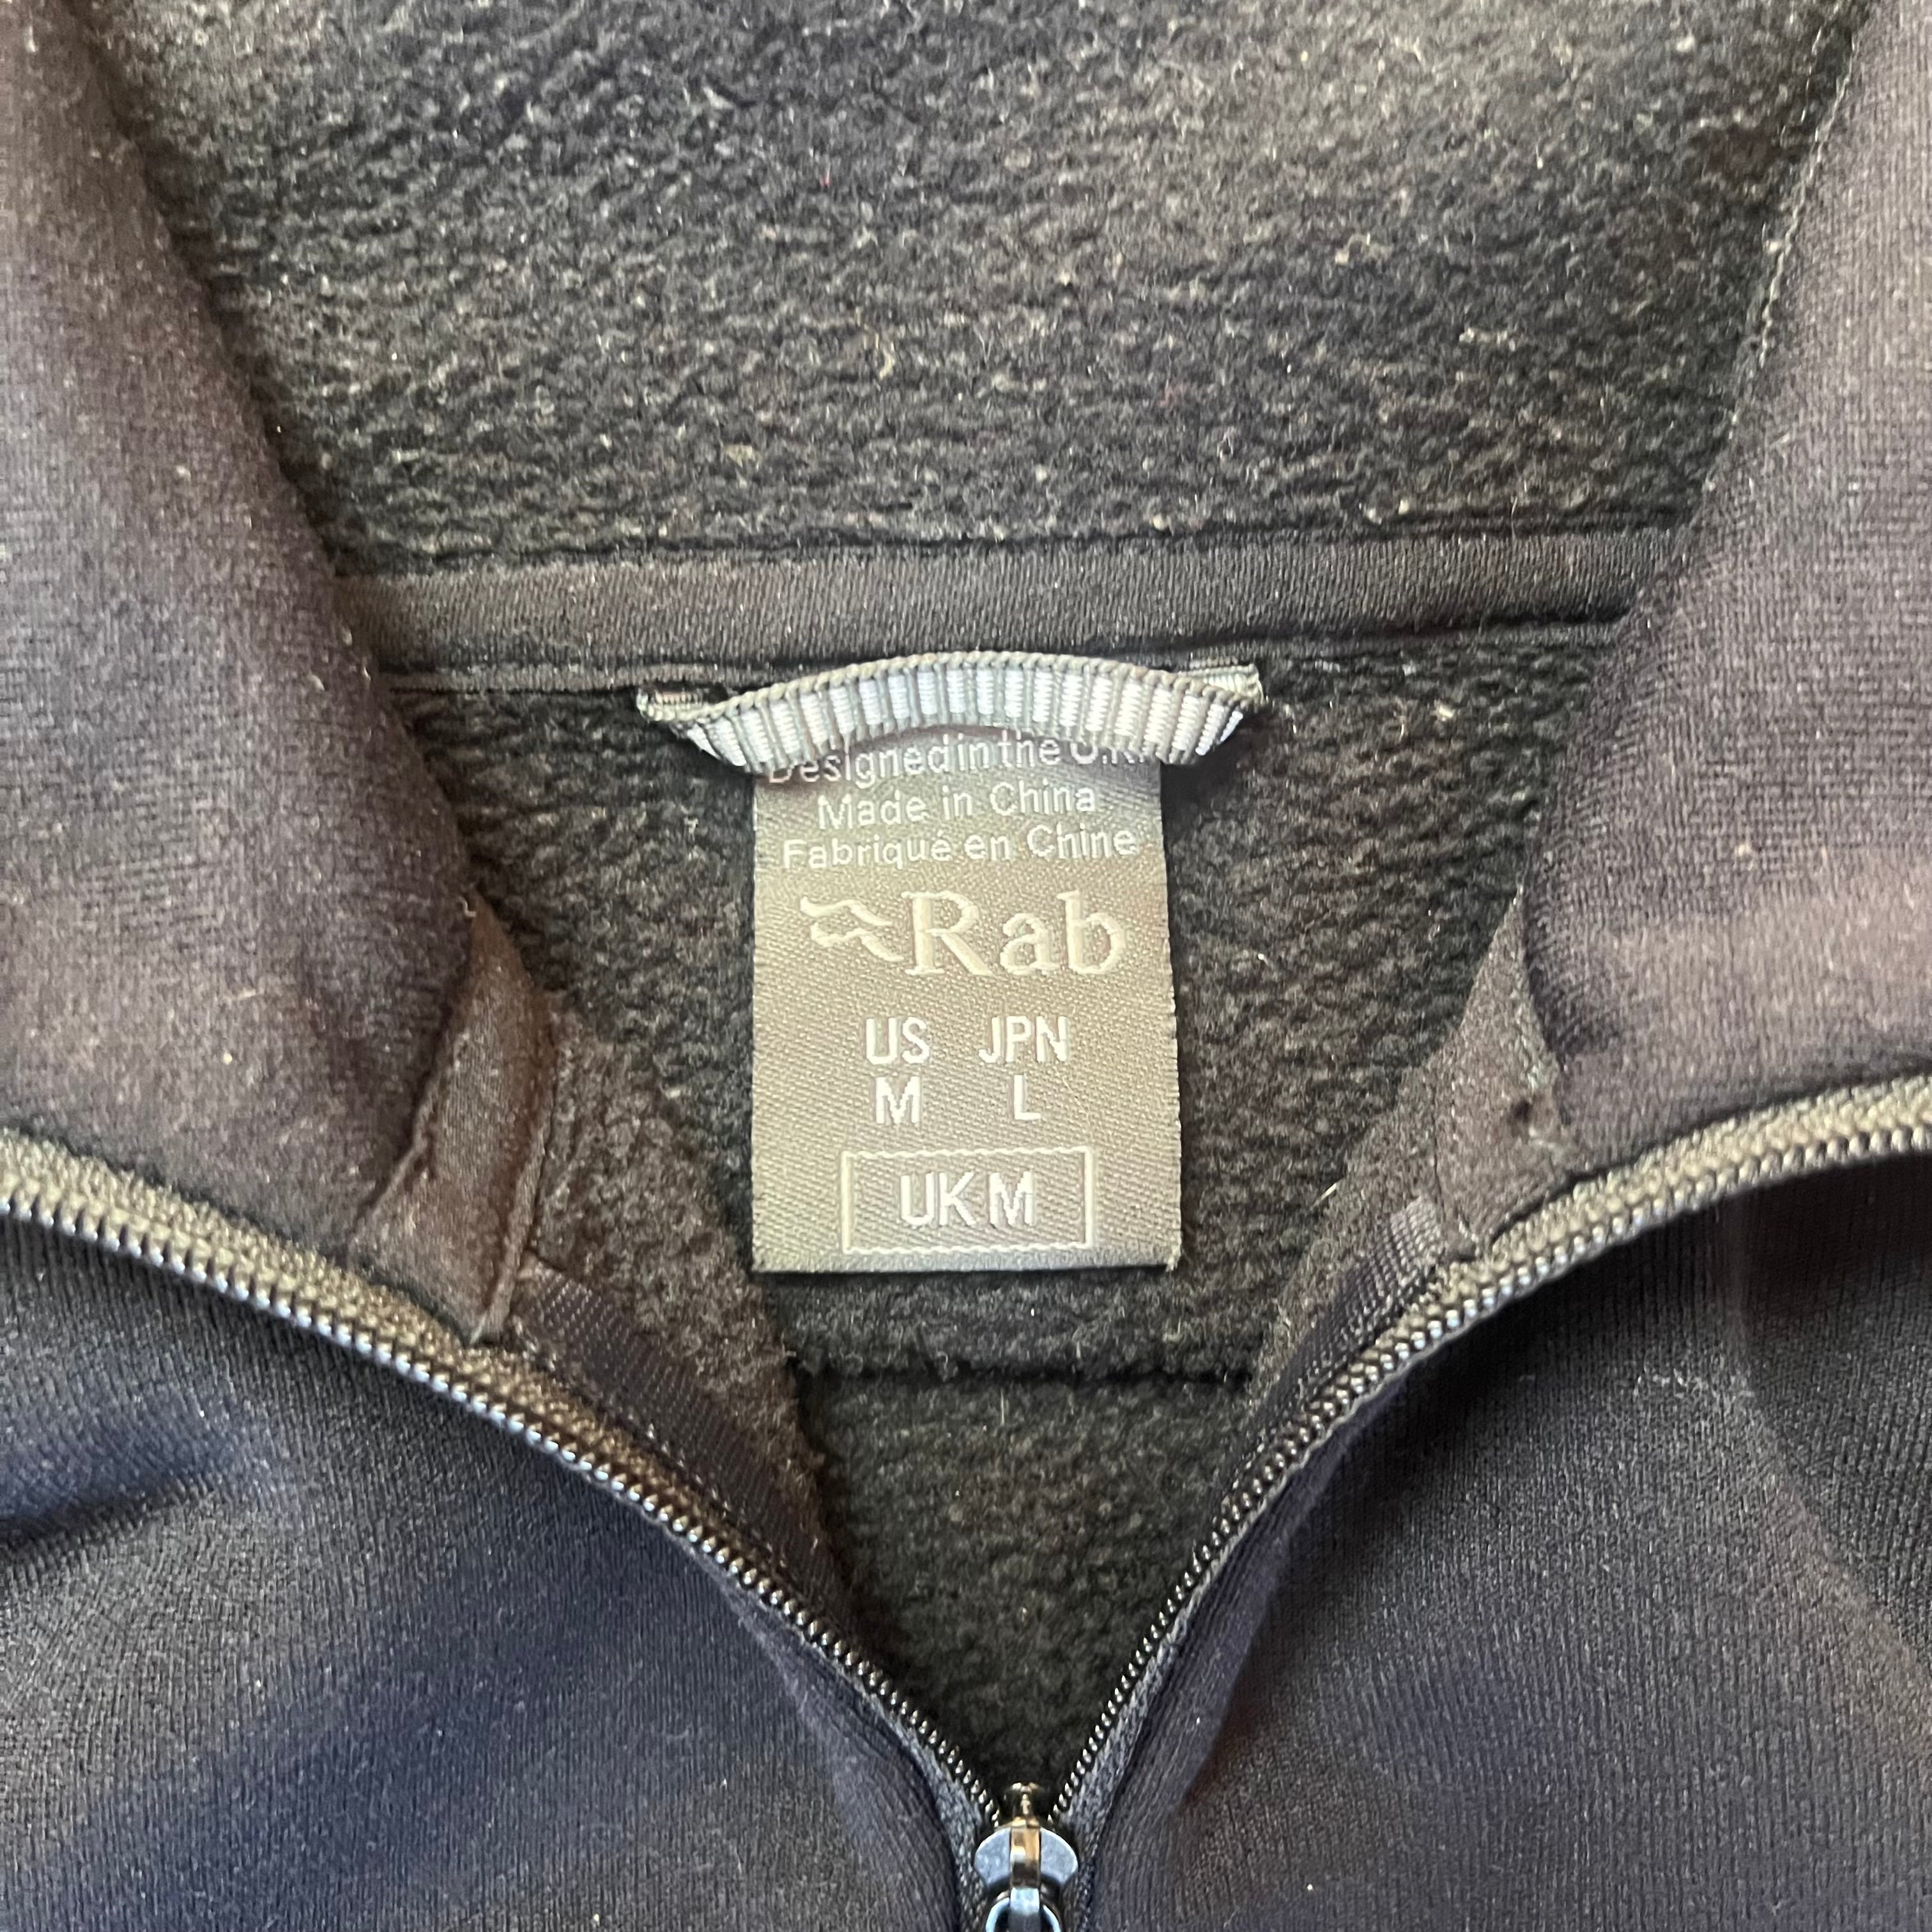 Designed in the U.K.
Made in China
Fabriqué en Chine
Rab
US JPN
M L
UK M